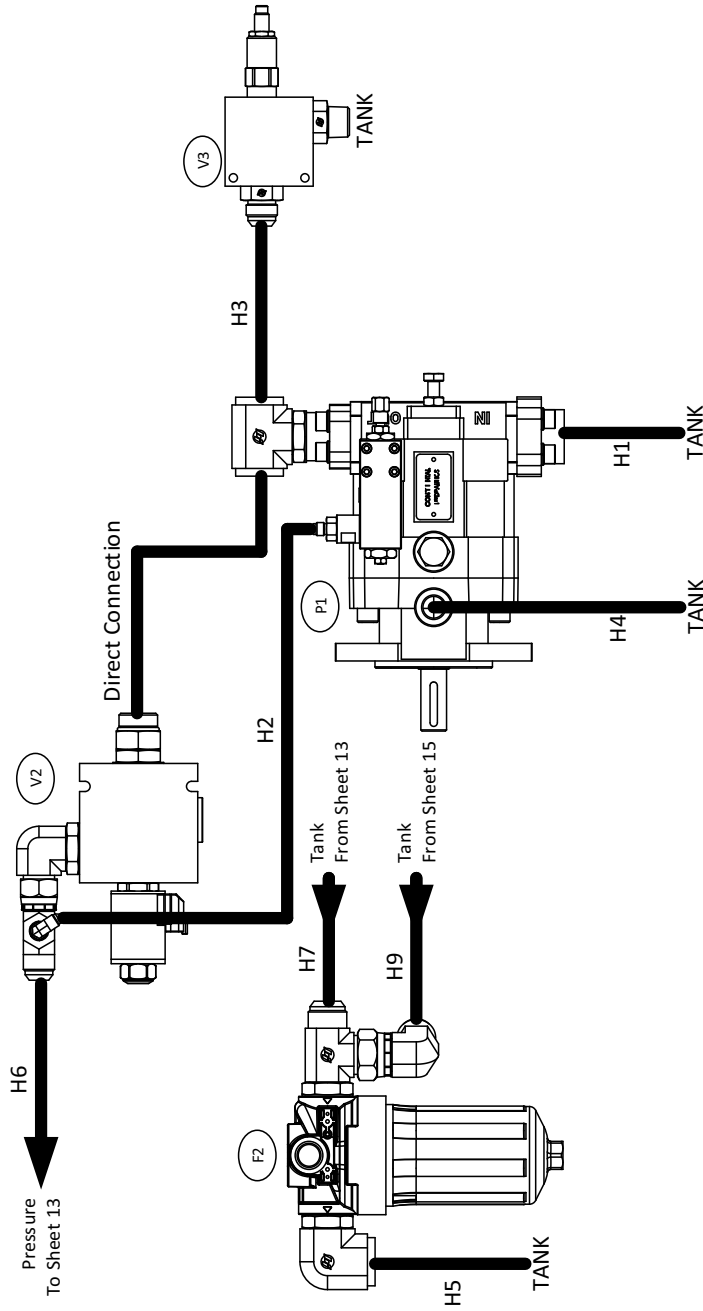 Pressure
To Sheet 13
H6
V2
Direct Connection
H2
H3
V3
TANK
P1
IN
H1
TANK
H4
TANK
Tank
From Sheet 13
H7
Tank
From Sheet 15
H9
F2
H5
TANK